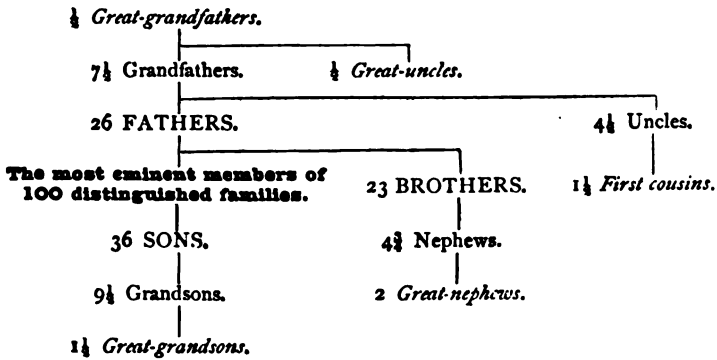 ½ Great-grandfathers.
7½ Grandfathers. ½ Great-uncles.
26 FATHERS. 4½ Uncles.
The most eminent members of
100 distinguished families.
23 BROTHERS. 1½ First cousins.
36 SONS. 4¾ Nephews.
9½ Grandsons. 2 Great-nephews.
1½ Great-grandsons.